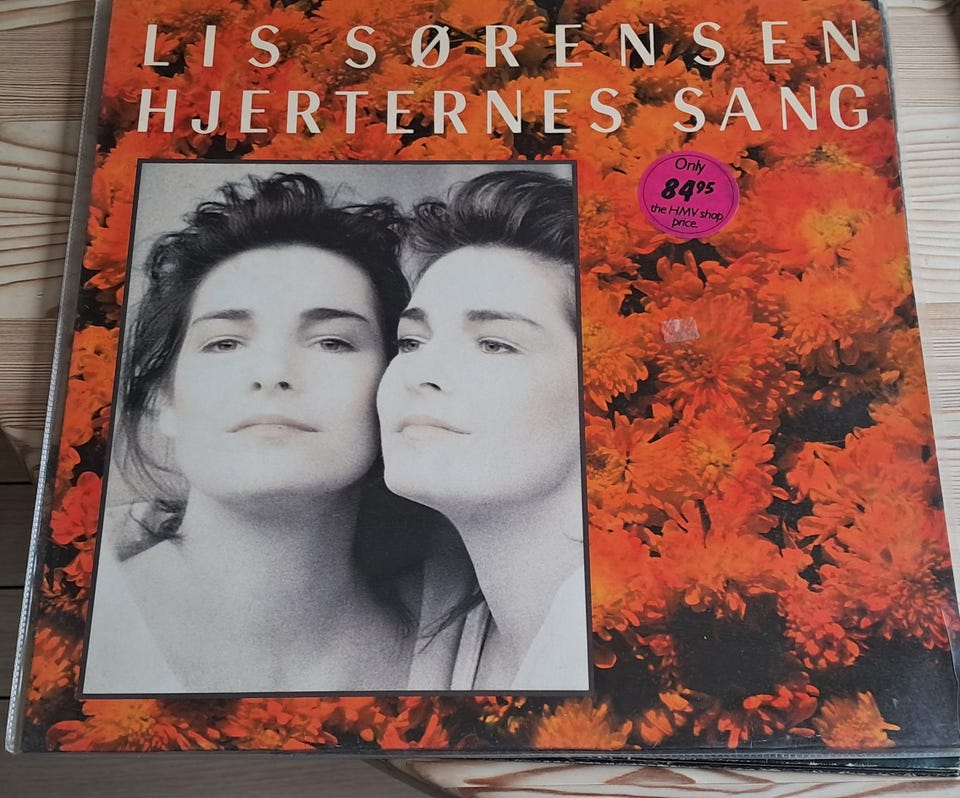 LIS SØRENSEN
HJERTERNES SANG
Only
84.95
the HMV shop
price.